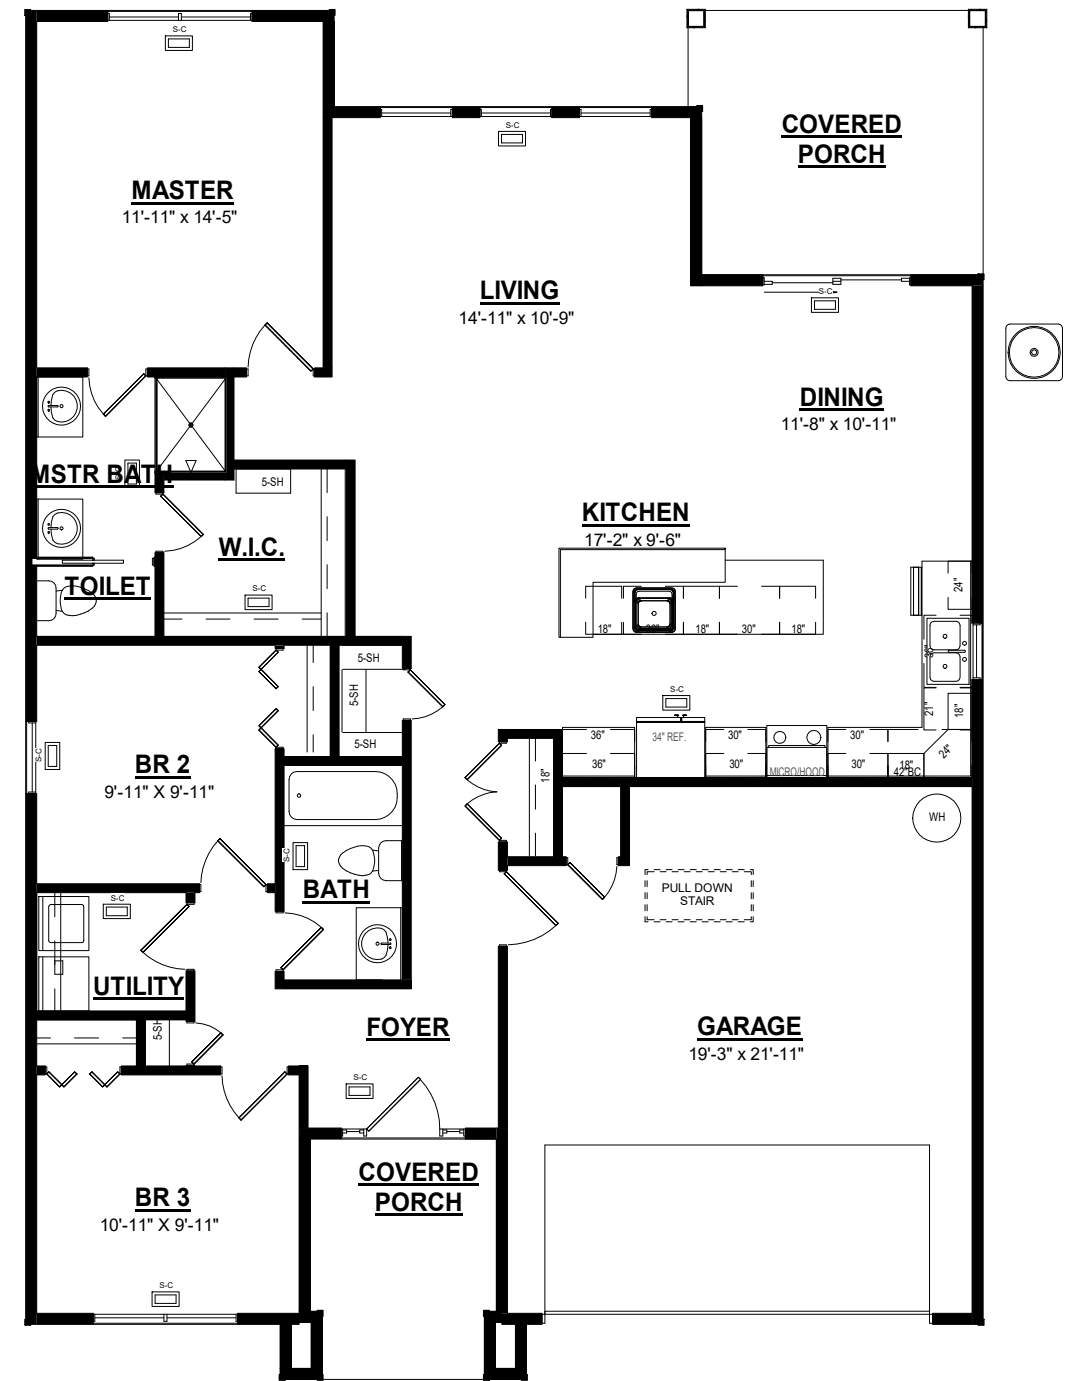 S-C
COVERED
PORCH
S-C
MASTER
11'-11" x 14'-5"
LIVING
14'-11" x 10'-9"
S-C
DINING
11'-8" x 10'-11"
MSTR BATH
5-SH
KITCHEN
17'-2" x 9'-6"
W.I.C.
TOILET
S-C
24"
18"
18"
30"
18"
5-SH
5-SH
5-SH
S-C
21"
18"
36"
34" REF.
30"
30"
24"
36"
30"
MICRO/HOOD
30"
18"
42"BC
S-C
BR 2
9'-11" X 9'-11"
18"
WH
S-C
BATH
PULL DOWN
STAIR
S-C
UTILITY
5-SH
FOYER
GARAGE
19'-3" x 21'-11"
S-C
COVERED
PORCH
BR 3
10'-11" X 9'-11"
S-C